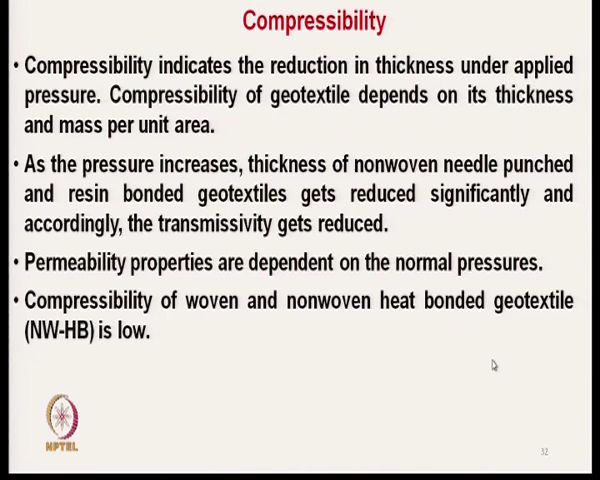 Compressibility
• Compressibility indicates the reduction in thickness under applied
pressure. Compressibility of geotextile depends on its thickness
and mass per unit area.
• As the pressure increases, thickness of nonwoven needle punched
and resin bonded geotextiles gets reduced significantly and
accordingly, the transmissivity gets reduced.
• Permeability properties are dependent on the normal pressures.
• Compressibility of woven and nonwoven heat bonded geotextile
(NW-HB) is low.
NPTEL
32